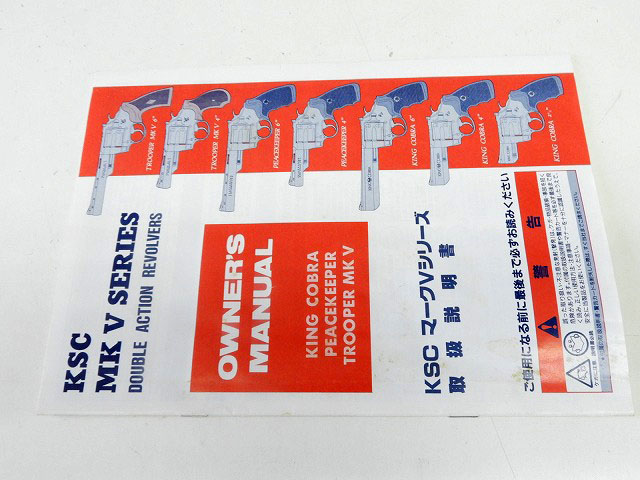 KSC
MK V SERIES
DOUBLE ACTION REVOLVERS
TROOPER MK V 6"
TROOPER MK V 4"
PEACEKEEPER 6"
PEACEKEEPER 4"
KING COBRA 6"
KING COBRA 4"
KING COBRA 2½"
OWNER'S
MANUAL
KING COBRA
PEACEKEEPER
TROOPER MK V
KSC マークVシリーズ
取扱説明書
ご使用になる前に最後まで必ずお読みください
警告